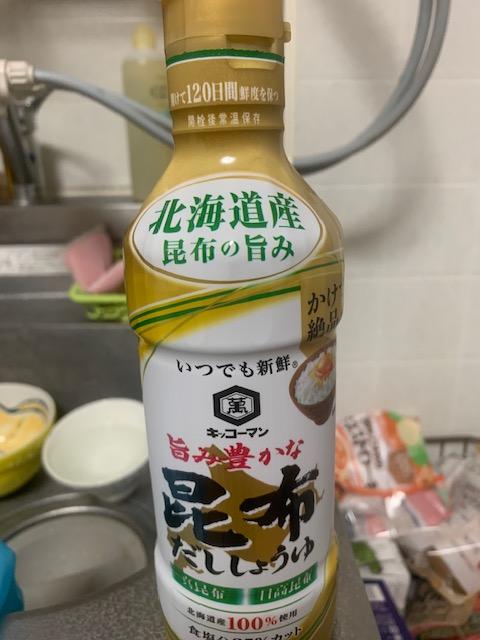 開けて120日間鮮度を保つ
開栓後常温保存
北海道産
昆布の旨み
かけて
絶品
いつでも新鮮®
萬
キッコーマン
旨み豊かな
昆布
だししょうゆ
真昆布 日高昆布
北海道産100%使用